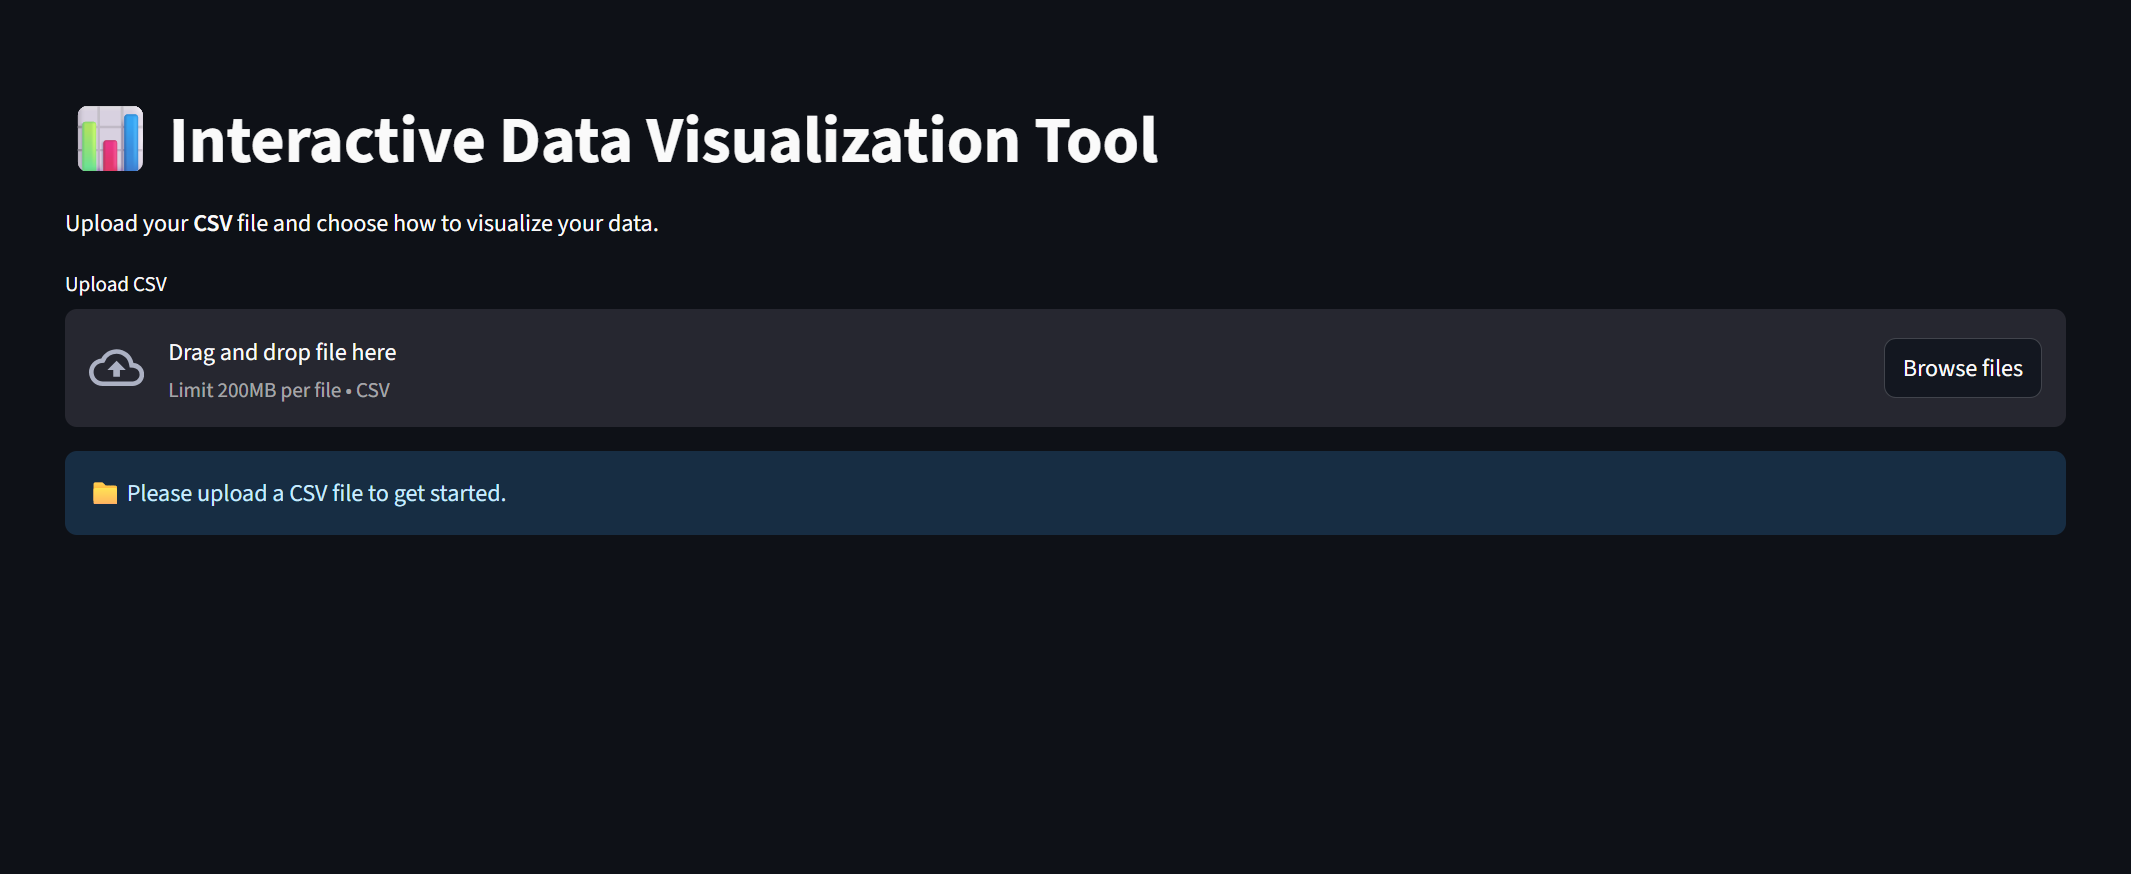 Interactive Data Visualization Tool
Upload your CSV file and choose how to visualize your data.
Upload CSV
Drag and drop file here
Limit 200MB per file • CSV
Browse files
Please upload a CSV file to get started.